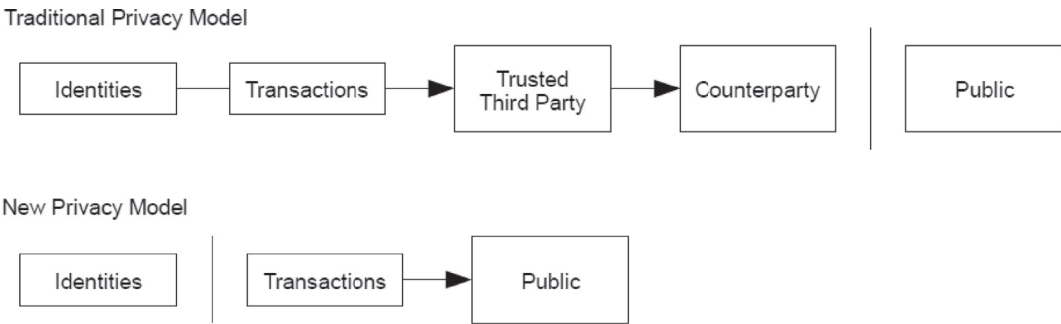 Traditional Privacy Model
Identities
Transactions
Trusted
Third Party
Counterparty
Public
New Privacy Model
Identities
Transactions
Public